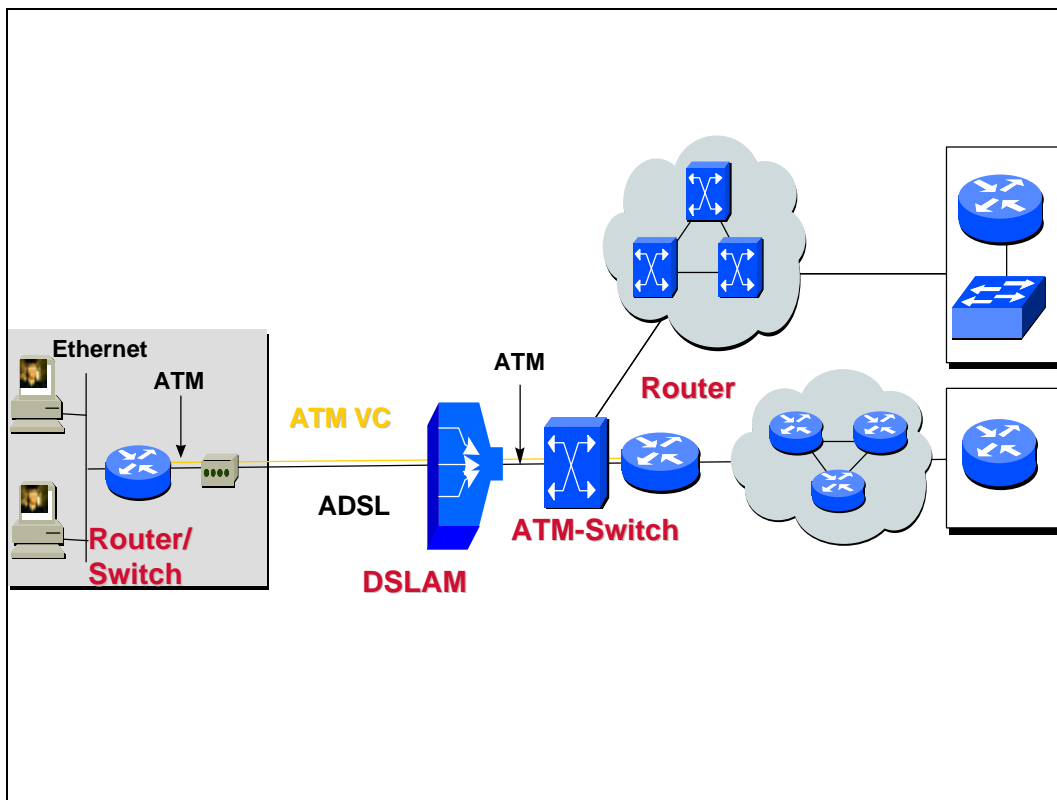 Ethernet
ATM
ATM VC
ADSL
Router/
Switch
DSLAM
ATM
ATM-Switch
Router